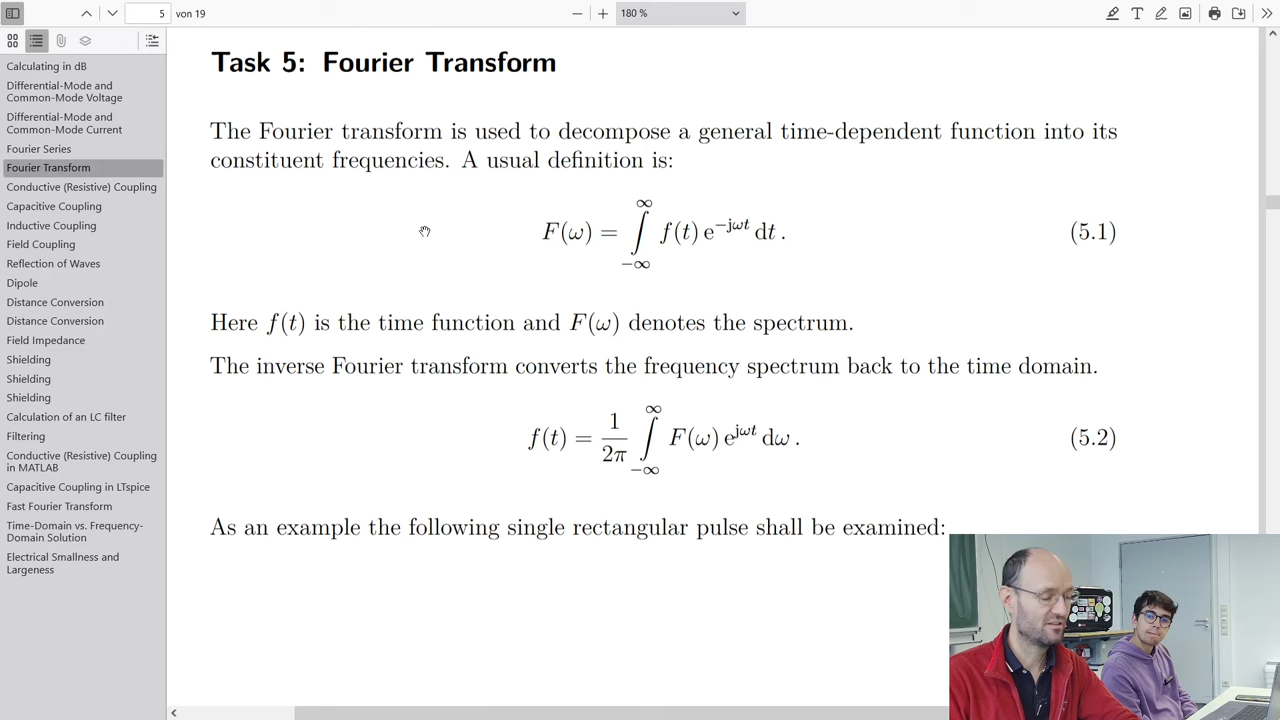 5 von 19
180 %
Calculating in dB
Differential-Mode and
Common-Mode Voltage
Differential-Mode and
Common-Mode Current
Fourier Series
Fourier Transform
Conductive (Resistive) Coupling
Capacitive Coupling
Inductive Coupling
Field Coupling
Reflection of Waves
Dipole
Distance Conversion
Distance Conversion
Field Impedance
Shielding
Shielding
Shielding
Calculation of an LC filter
Filtering
Conductive (Resistive) Coupling
in MATLAB
Capacitive Coupling in LTspice
Fast Fourier Transform
Time-Domain vs. Frequency-
Domain Solution
Electrical Smallness and
Largeness
Task 5: Fourier Transform
The Fourier transform is used to decompose a general time-dependent function into its
constituent frequencies. A usual definition is:
F(ω) = ∫_{−∞}^{∞} f(t) e^{−jωt} dt . (5.1)
Here f(t) is the time function and F(ω) denotes the spectrum.
The inverse Fourier transform converts the frequency spectrum back to the time domain.
f(t) = 1/2π ∫_{−∞}^{∞} F(ω) e^{jωt} dω . (5.2)
As an example the following single rectangular pulse shall be examined: